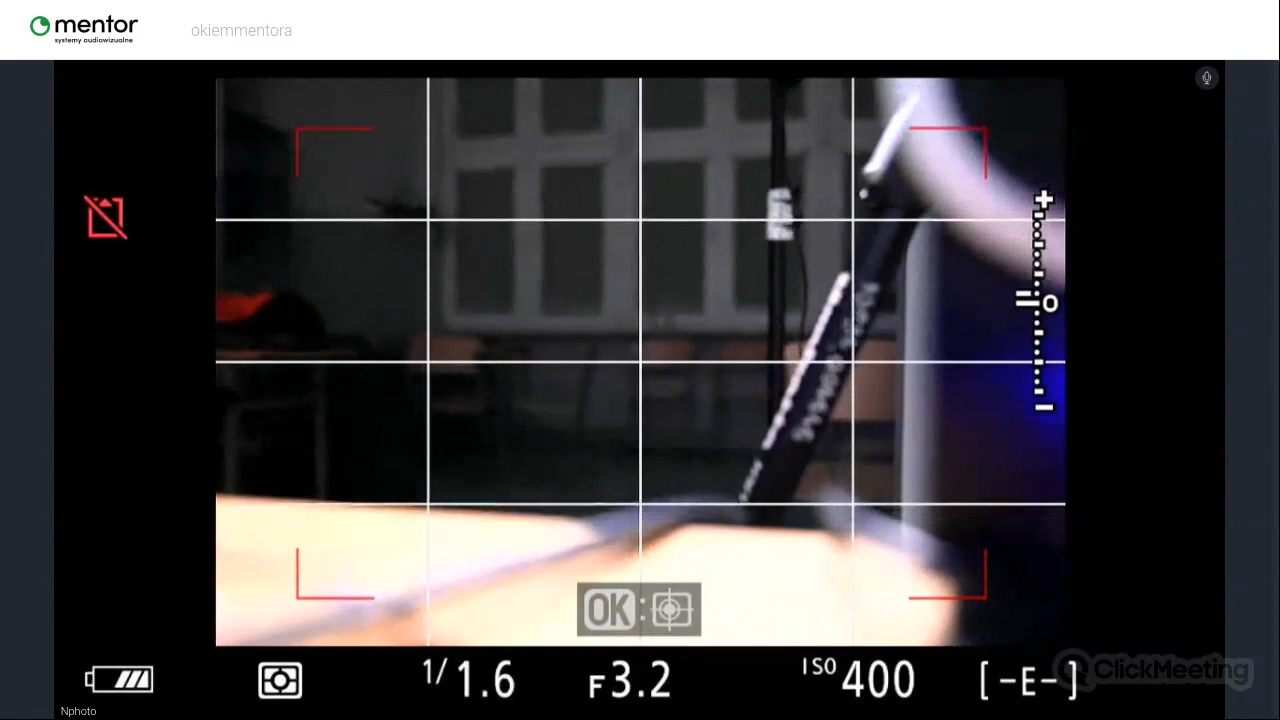 mentor
systemy audiowizualne
okiemmentora
OK :
1/1.6
F3.2
ISO 400
[-E-]
ClickMeeting
Nphoto